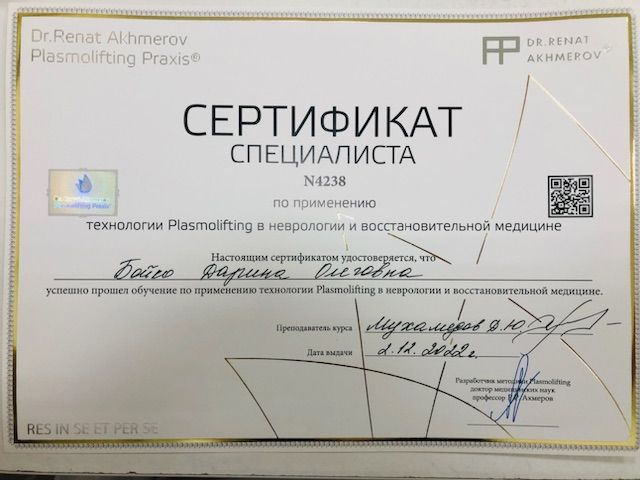 Dr.Renat Akhmerov
Plasmolifting Praxis®
DR.RENAT
AKHMEROV
СЕРТИФИКАТ
СПЕЦИАЛИСТА
N4238
по применению
технологии Plasmolifting в неврологии и восстановительной медицине
Настоящим сертификатом удостоверяется, что
Бойко Дарина Олеговна
успешно прошел обучение по применению технологии Plasmolifting в неврологии и восстановительной медицине.
Преподаватель курса Мухамедов Д.Ю.
Дата выдачи 2.12.2022г.
Разработчик методики Plasmolifting
доктор медицинских наук
профессор Р.Р. Ахмеров
RES IN SE ET PER SE